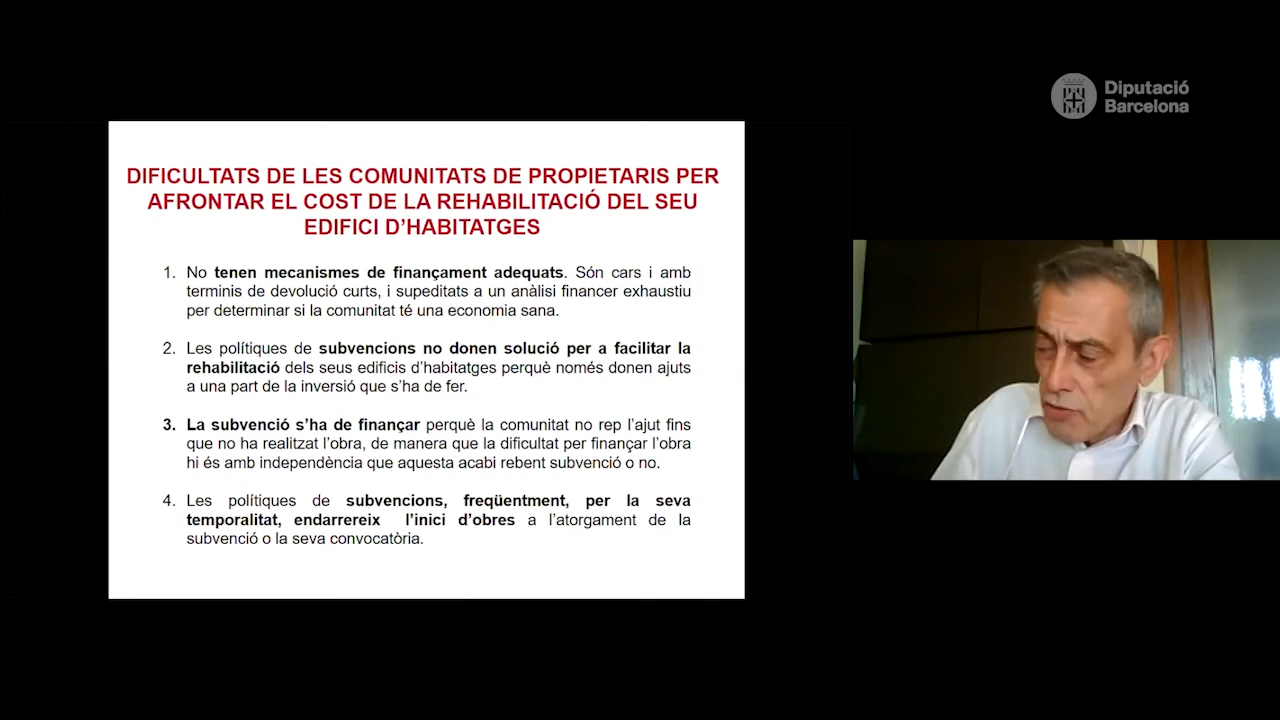 Diputació
Barcelona
DIFICULTATS DE LES COMUNITATS DE PROPIETARIS PER
AFRONTAR EL COST DE LA REHABILITACIÓ DEL SEU
EDIFICI D’HABITATGES
1. No tenen mecanismes de finançament adequats. Són cars i amb
terminis de devolució curts, i supeditats a un anàlisi financer exhaustiu
per determinar si la comunitat té una economia sana.
2. Les polítiques de subvencions no donen solució per a facilitar la
rehabilitació dels seus edificis d’habitatges perquè només donen ajuts
a una part de la inversió que s’ha de fer.
3. La subvenció s’ha de finançar perquè la comunitat no rep l’ajut fins
que no ha realitzat l’obra, de manera que la dificultat per finançar l’obra
hi és amb independència que aquesta acabi rebent subvenció o no.
4. Les polítiques de subvencions, freqüentment, per la seva
temporalitat, endarrereix l’inici d’obres a l’atorgament de la
subvenció o la seva convocatòria.